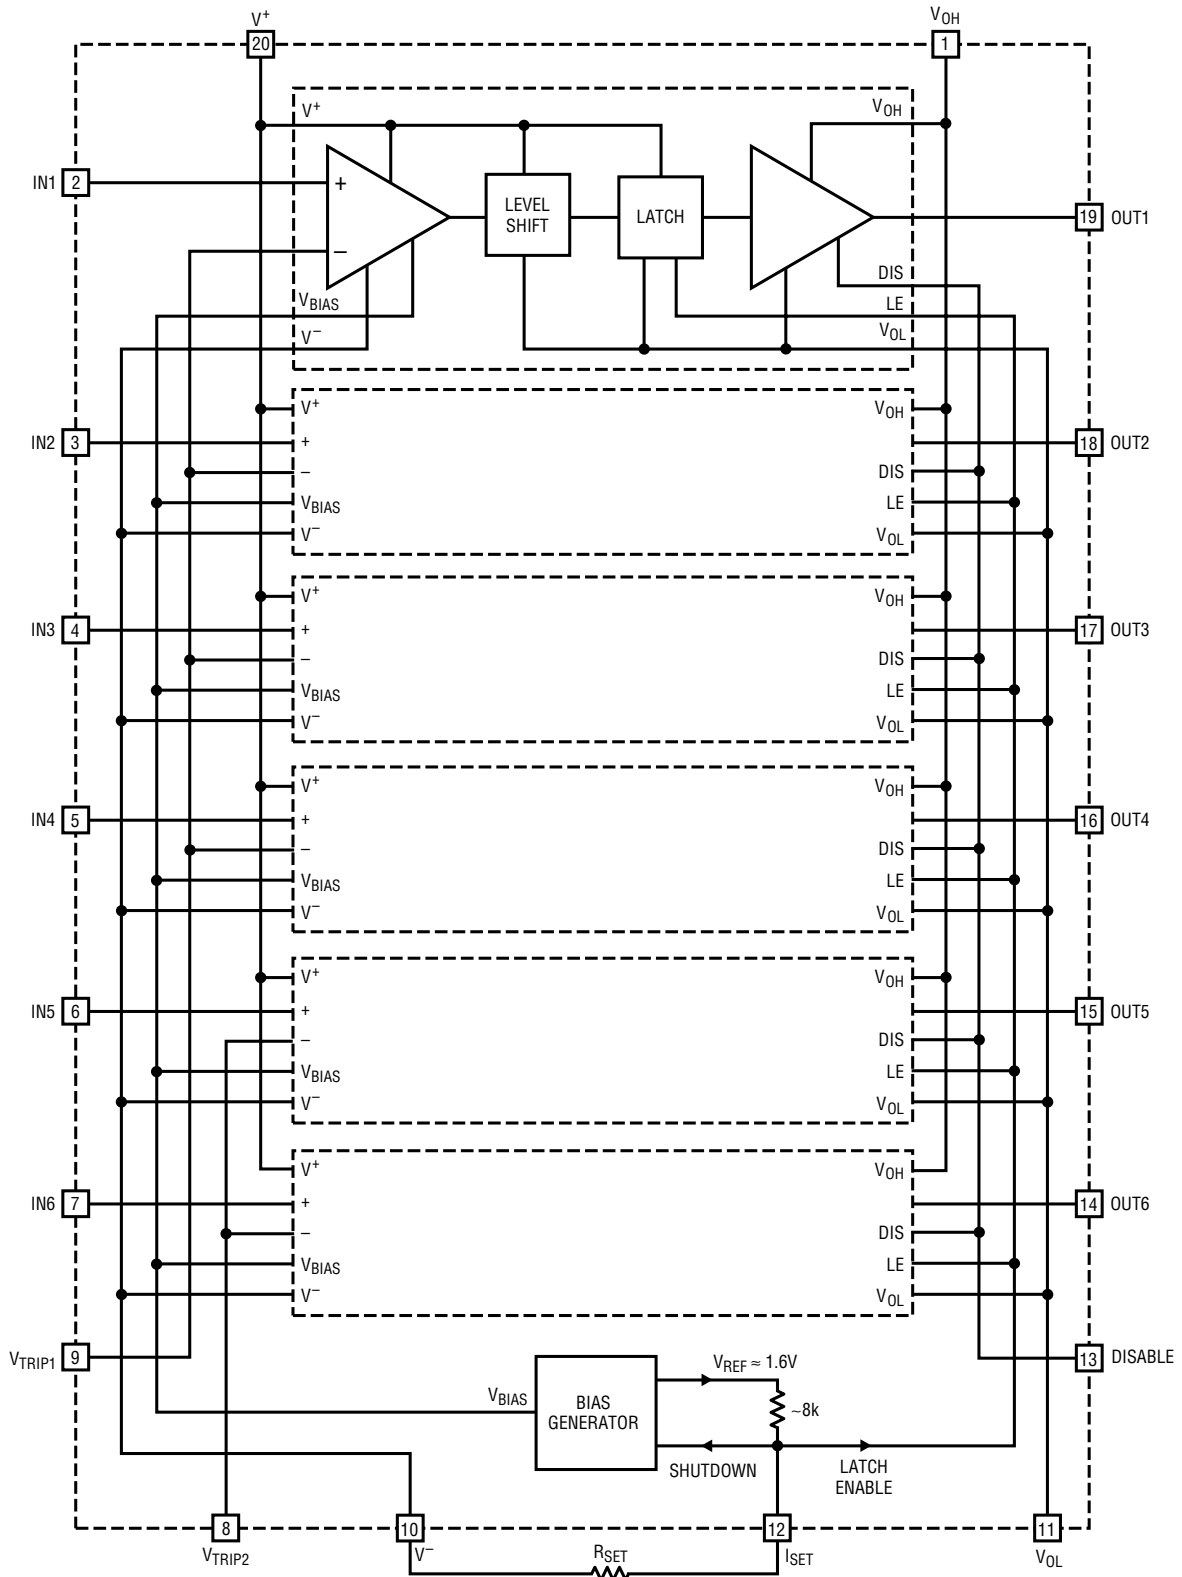 V+ VOH
20 1
V+ VOH
IN1 2 + LEVEL SHIFT LATCH 19 OUT1
−
DIS
VBIAS LE
V− VOL
V+ VOH
IN2 3 + 18 OUT2
− DIS
VBIAS LE
V− VOL
V+ VOH
IN3 4 + 17 OUT3
− DIS
VBIAS LE
V− VOL
V+ VOH
IN4 5 + 16 OUT4
− DIS
VBIAS LE
V− VOL
V+ VOH
IN5 6 + 15 OUT5
− DIS
VBIAS LE
V− VOL
V+ VOH
IN6 7 + 14 OUT6
− DIS
VBIAS LE
V− VOL
VTRIP1 9 13 DISABLE
VREF ≈ 1.6V
VBIAS BIAS GENERATOR ~8k
SHUTDOWN LATCH ENABLE
8 10 12 11
VTRIP2 V− RSET ISET VOL